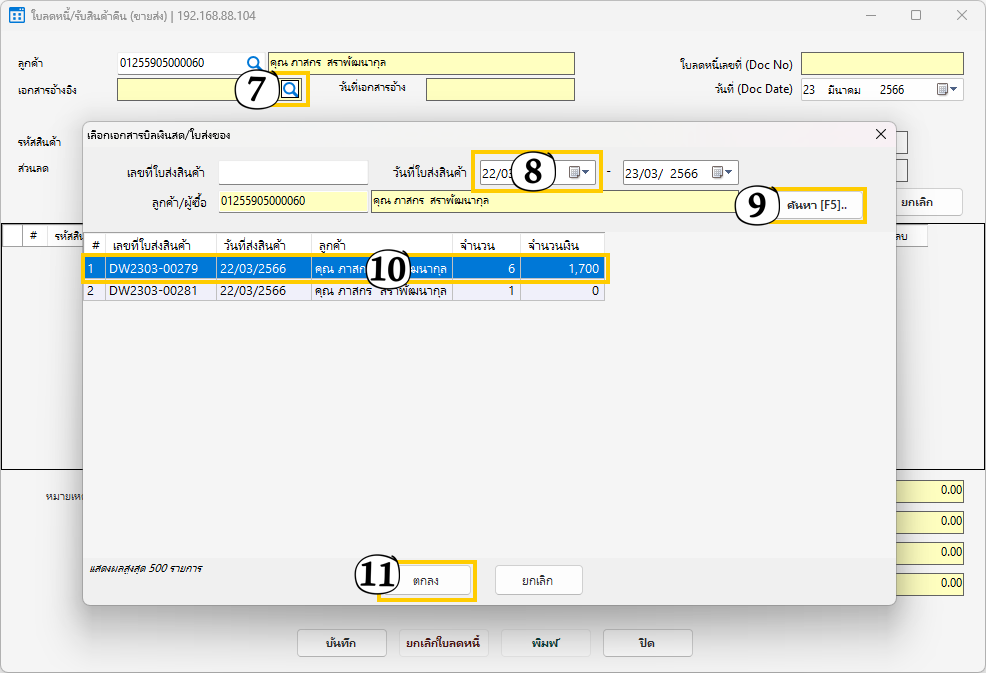 ใบลดหนี้/รับสินค้าคืน (ขายส่ง) | 192.168.88.104
ลูกค้า 01255905000060 คุณ ภาสกร สราพัฒนากุล ใบลดหนี้เลขที่ (Doc No)
เอกสารอ้างอิง 7 วันที่เอกสารอ้าง วันที่ (Doc Date) 23 มีนาคม 2566
รหัสสินค้า
ส่วนลด
ยกเลิก
# รหัสสิน ลบ
เลือกเอกสารบิลเงินสด/ใบส่งของ
เลขที่ใบส่งสินค้า วันที่ใบส่งสินค้า 22/03 8 - 23/03/ 2566
ลูกค้า/ผู้ซื้อ 01255905000060 คุณ ภาสกร สราพัฒนากุล 9 ค้นหา [F5]..
# เลขที่ใบส่งสินค้า วันที่ส่งสินค้า ลูกค้า จำนวน จำนวนเงิน
1 DW2303-00279 22/03/2566 คุณ ภาสก 10 ฒนากุล 6 1,700
2 DW2303-00281 22/03/2566 คุณ ภาสกร สราพัฒนากุล 1 0
แสดงผลสูงสุด 500 รายการ
11 ตกลง ยกเลิก
หมายเหตุ 0.00
0.00
0.00
0.00
บันทึก ยกเลิกใบลดหนี้ พิมพ์ ปิด